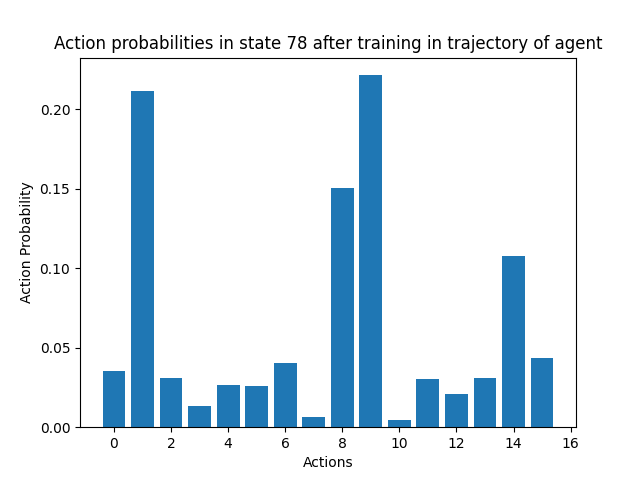 Action probabilities in state 78 after training in trajectory of agent
0.20
0.15
0.10
0.05
0.00
Action Probability
0 2 4 6 8 10 12 14 16
Actions